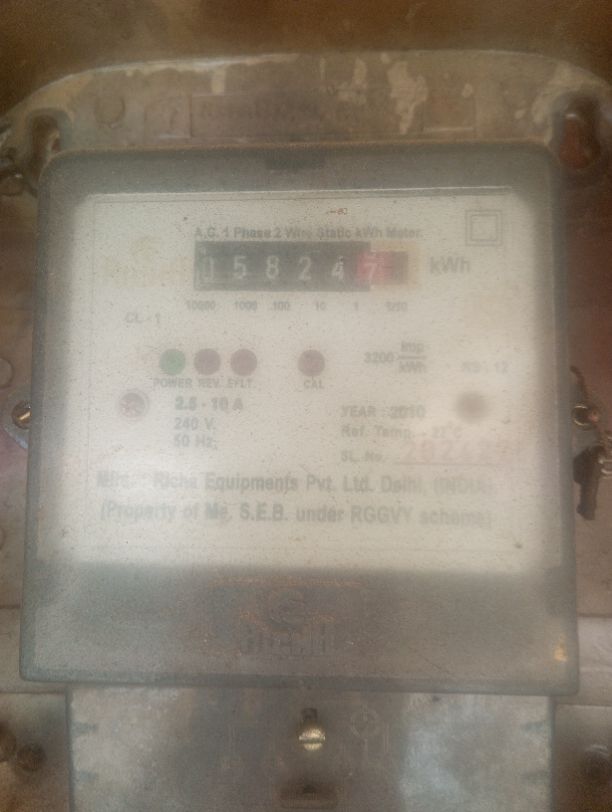 A.C. 1 Phase 2 Wire Static kWh Meter.
5 8 2 4 7 kWh
10000 1000 100 10 1 1/10
CL - 1
3200 imp/kWh
POWER REV. E/LT. CAL
2.5 - 10 A
240 V.
50 Hz.
YEAR : 2010
Ref. Temp.
SL. No.
Equipments Pvt. Ltd. Delhi, (INDIA)
(Property of Me. S.E.B. under RGGVY scheme)